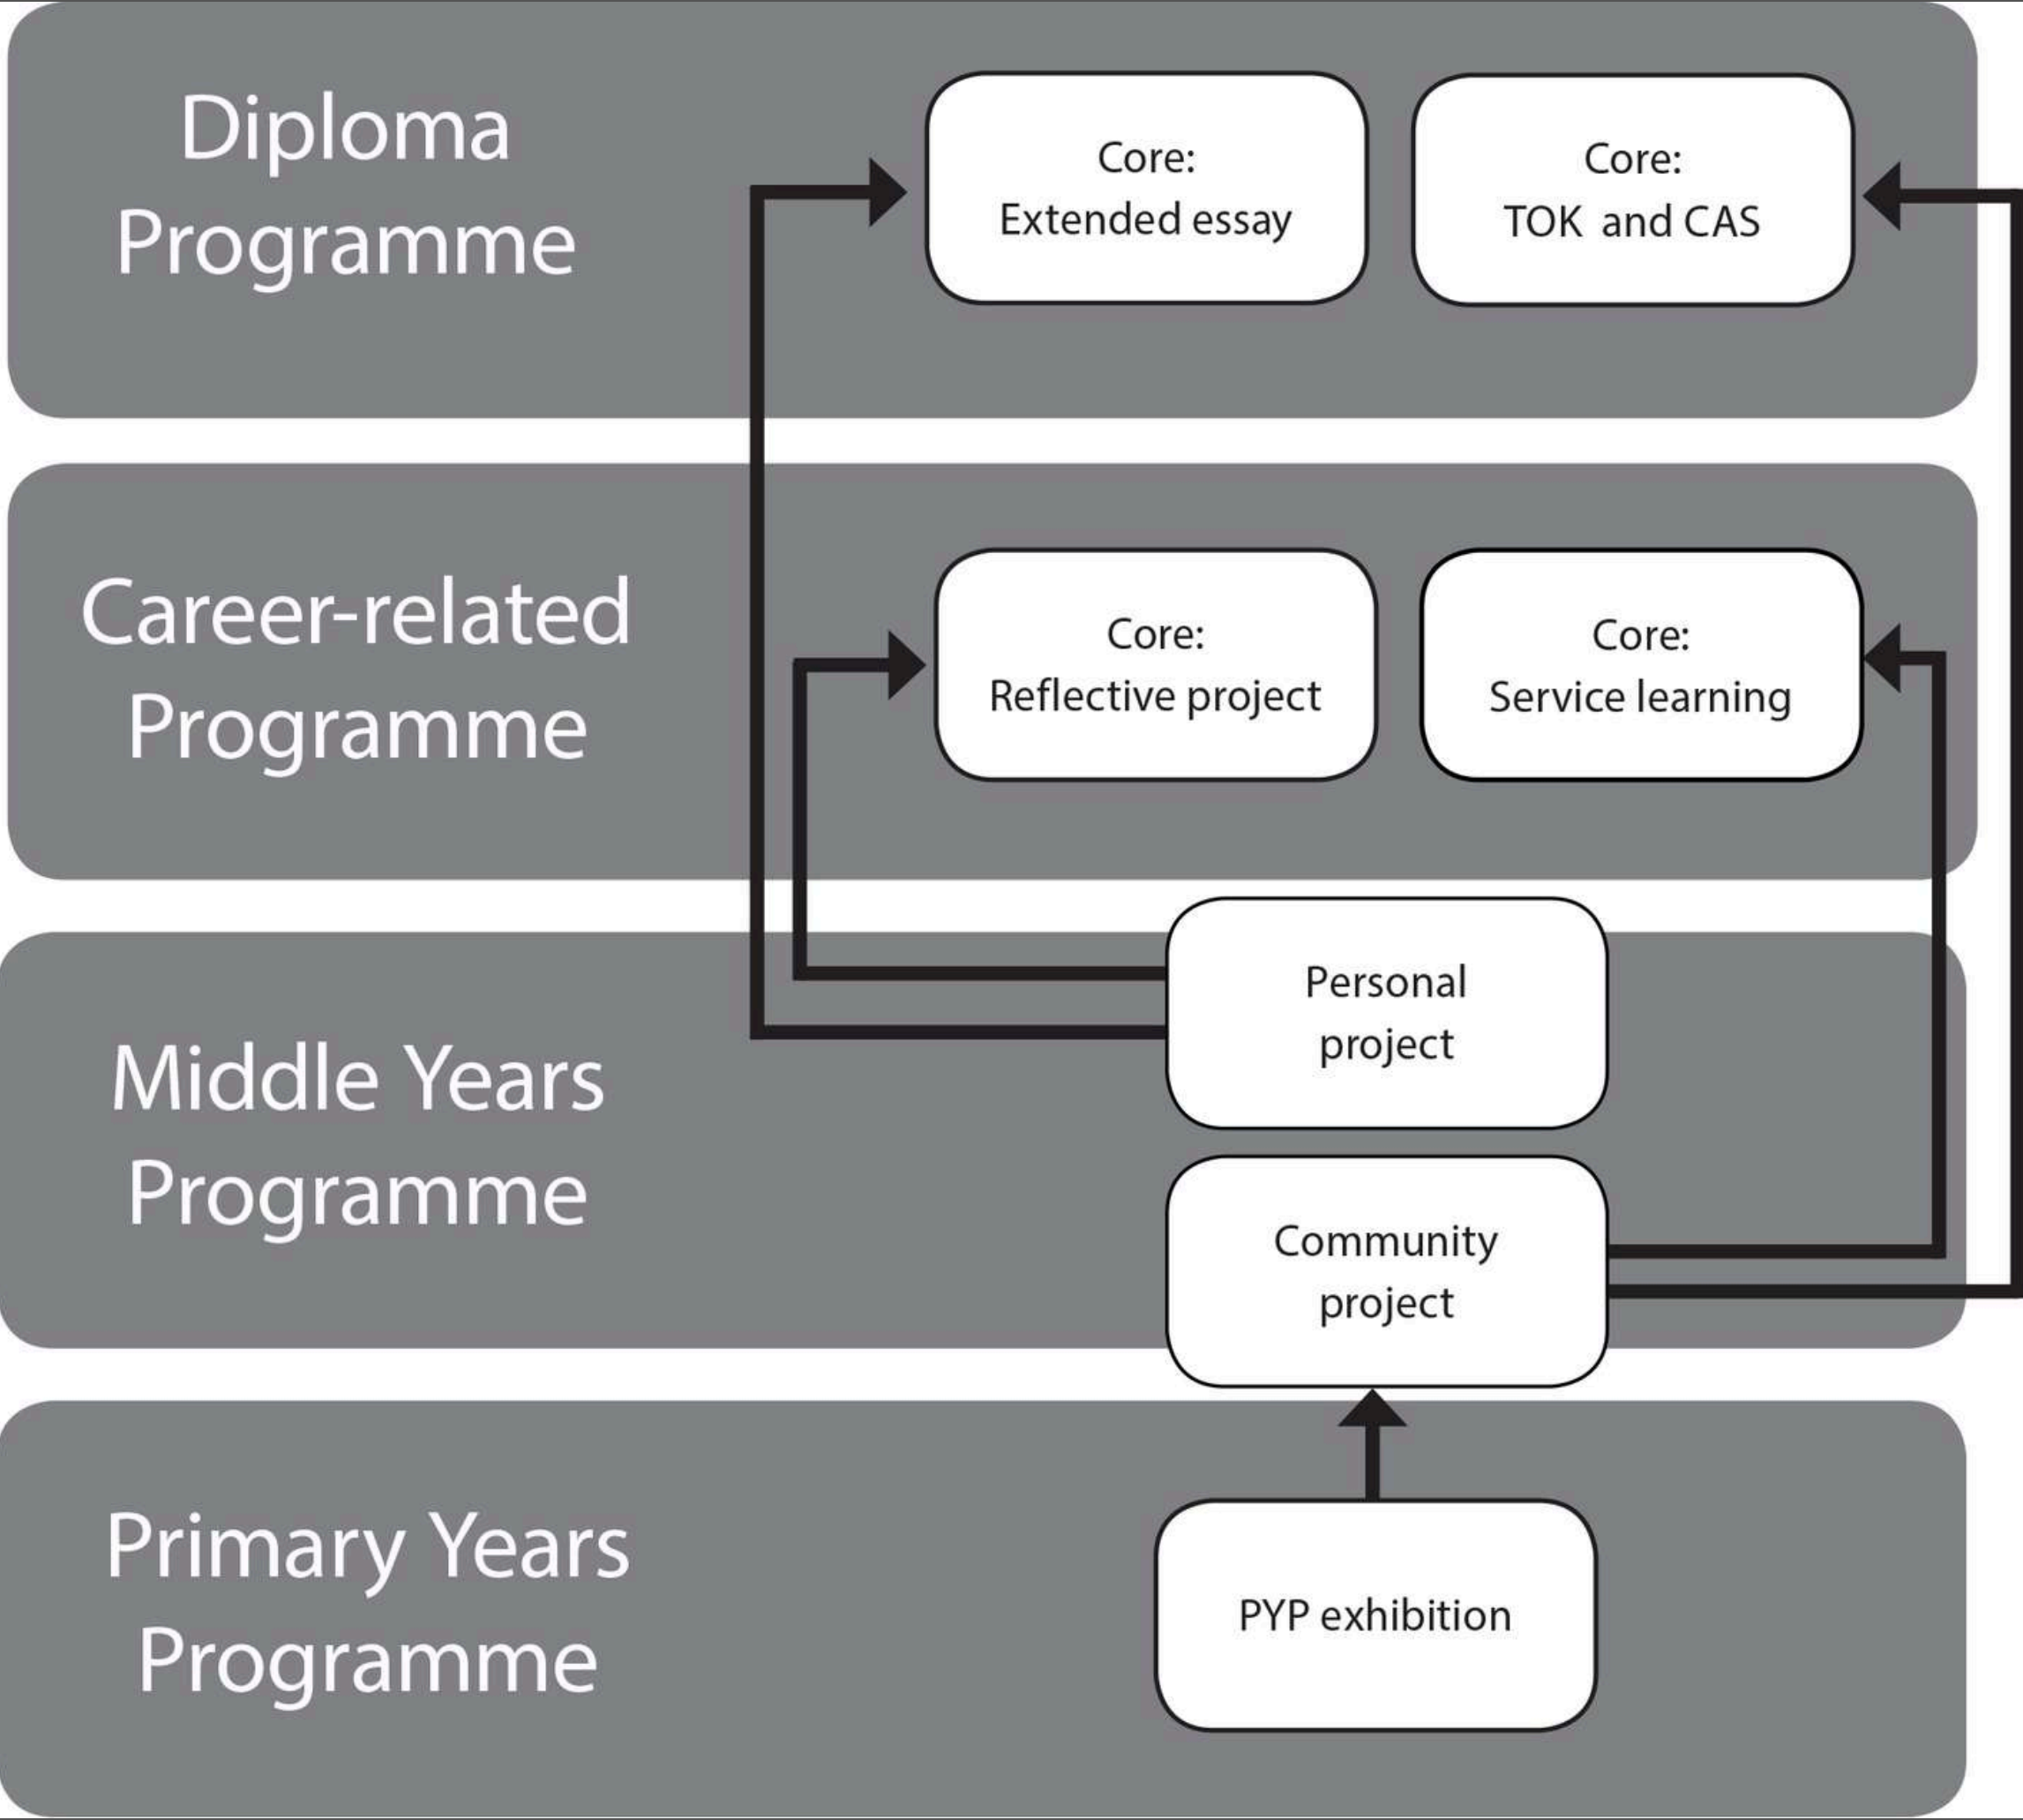 Diploma
Programme
Core:
Extended essay
Core:
TOK and CAS
Career-related
Programme
Core:
Reflective project
Core:
Service learning
Middle Years
Programme
Personal
project
Community
project
Primary Years
Programme
PYP exhibition